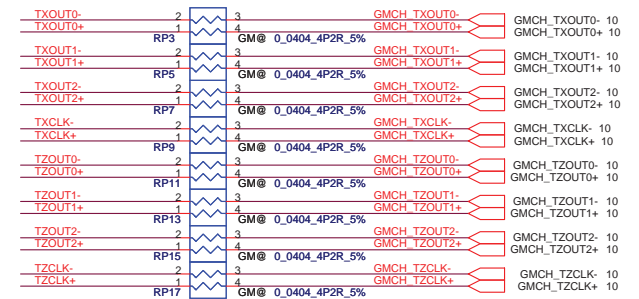 TXOUT0- 2 3 GMCH_TXOUT0- GMCH_TXOUT0- 10
TXOUT0+ 1 4 GMCH_TXOUT0+ GMCH_TXOUT0+ 10
RP3 GM@ 0_0404_4P2R_5%
TXOUT1- 2 3 GMCH_TXOUT1- GMCH_TXOUT1- 10
TXOUT1+ 1 4 GMCH_TXOUT1+ GMCH_TXOUT1+ 10
RP5 GM@ 0_0404_4P2R_5%
TXOUT2- 2 3 GMCH_TXOUT2- GMCH_TXOUT2- 10
TXOUT2+ 1 4 GMCH_TXOUT2+ GMCH_TXOUT2+ 10
RP7 GM@ 0_0404_4P2R_5%
TXCLK- 2 3 GMCH_TXCLK- GMCH_TXCLK- 10
TXCLK+ 1 4 GMCH_TXCLK+ GMCH_TXCLK+ 10
RP9 GM@ 0_0404_4P2R_5%
TZOUT0- 2 3 GMCH_TZOUT0- GMCH_TZOUT0- 10
TZOUT0+ 1 4 GMCH_TZOUT0+ GMCH_TZOUT0+ 10
RP11 GM@ 0_0404_4P2R_5%
TZOUT1- 2 3 GMCH_TZOUT1- GMCH_TZOUT1- 10
TZOUT1+ 1 4 GMCH_TZOUT1+ GMCH_TZOUT1+ 10
RP13 GM@ 0_0404_4P2R_5%
TZOUT2- 2 3 GMCH_TZOUT2- GMCH_TZOUT2- 10
TZOUT2+ 1 4 GMCH_TZOUT2+ GMCH_TZOUT2+ 10
RP15 GM@ 0_0404_4P2R_5%
TZCLK- 2 3 GMCH_TZCLK- GMCH_TZCLK- 10
TZCLK+ 1 4 GMCH_TZCLK+ GMCH_TZCLK+ 10
RP17 GM@ 0_0404_4P2R_5%